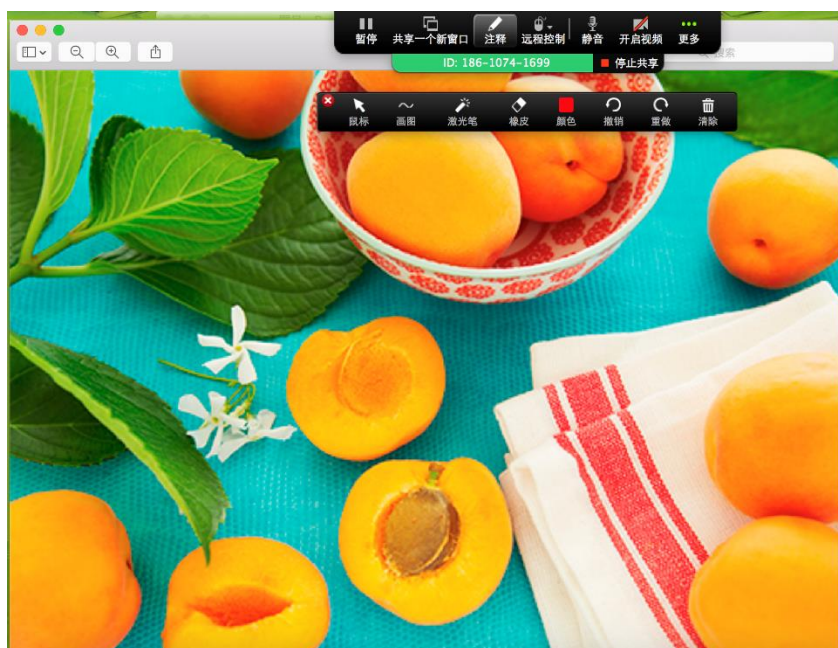 暂停 共享一个新窗口 注释 远程控制 静音 开启视频 更多
ID: 186-1074-1699 停止共享
搜索
鼠标 画图 激光笔 橡皮 颜色 撤销 重做 清除